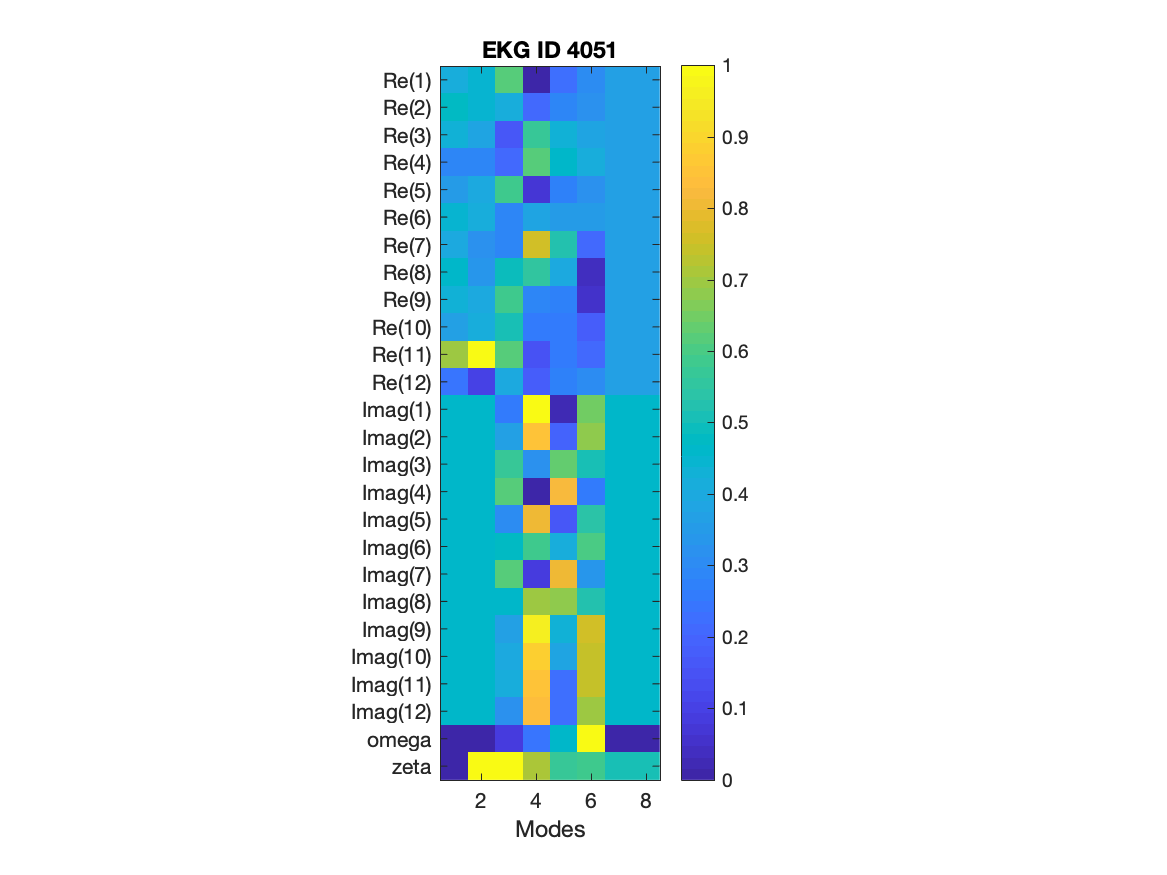 EKG ID 4051
Re(1)
Re(2)
Re(3)
Re(4)
Re(5)
Re(6)
Re(7)
Re(8)
Re(9)
Re(10)
Re(11)
Re(12)
Imag(1)
Imag(2)
Imag(3)
Imag(4)
Imag(5)
Imag(6)
Imag(7)
Imag(8)
Imag(9)
Imag(10)
Imag(11)
Imag(12)
omega
zeta
2 4 6 8
Modes
1
0.9
0.8
0.7
0.6
0.5
0.4
0.3
0.2
0.1
0